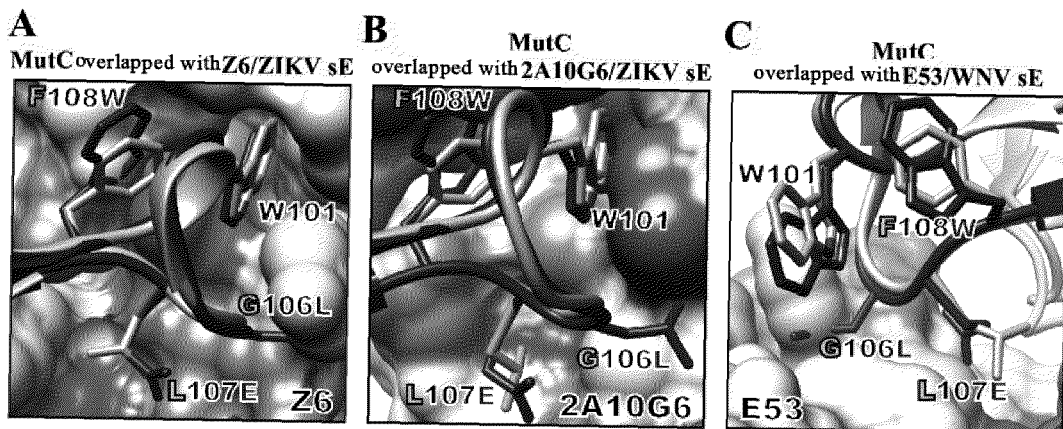 A
MutC overlapped with Z6/ZIKV sE
F108W
W101
G106L
L107E
Z6
B
MutC
overlapped with 2A10G6/ZIKV sE
F108W
W101
G106L
L107E
2A10G6
C
MutC
overlapped with E53/WNV sE
W101
F108W
G106L
L107E
E53